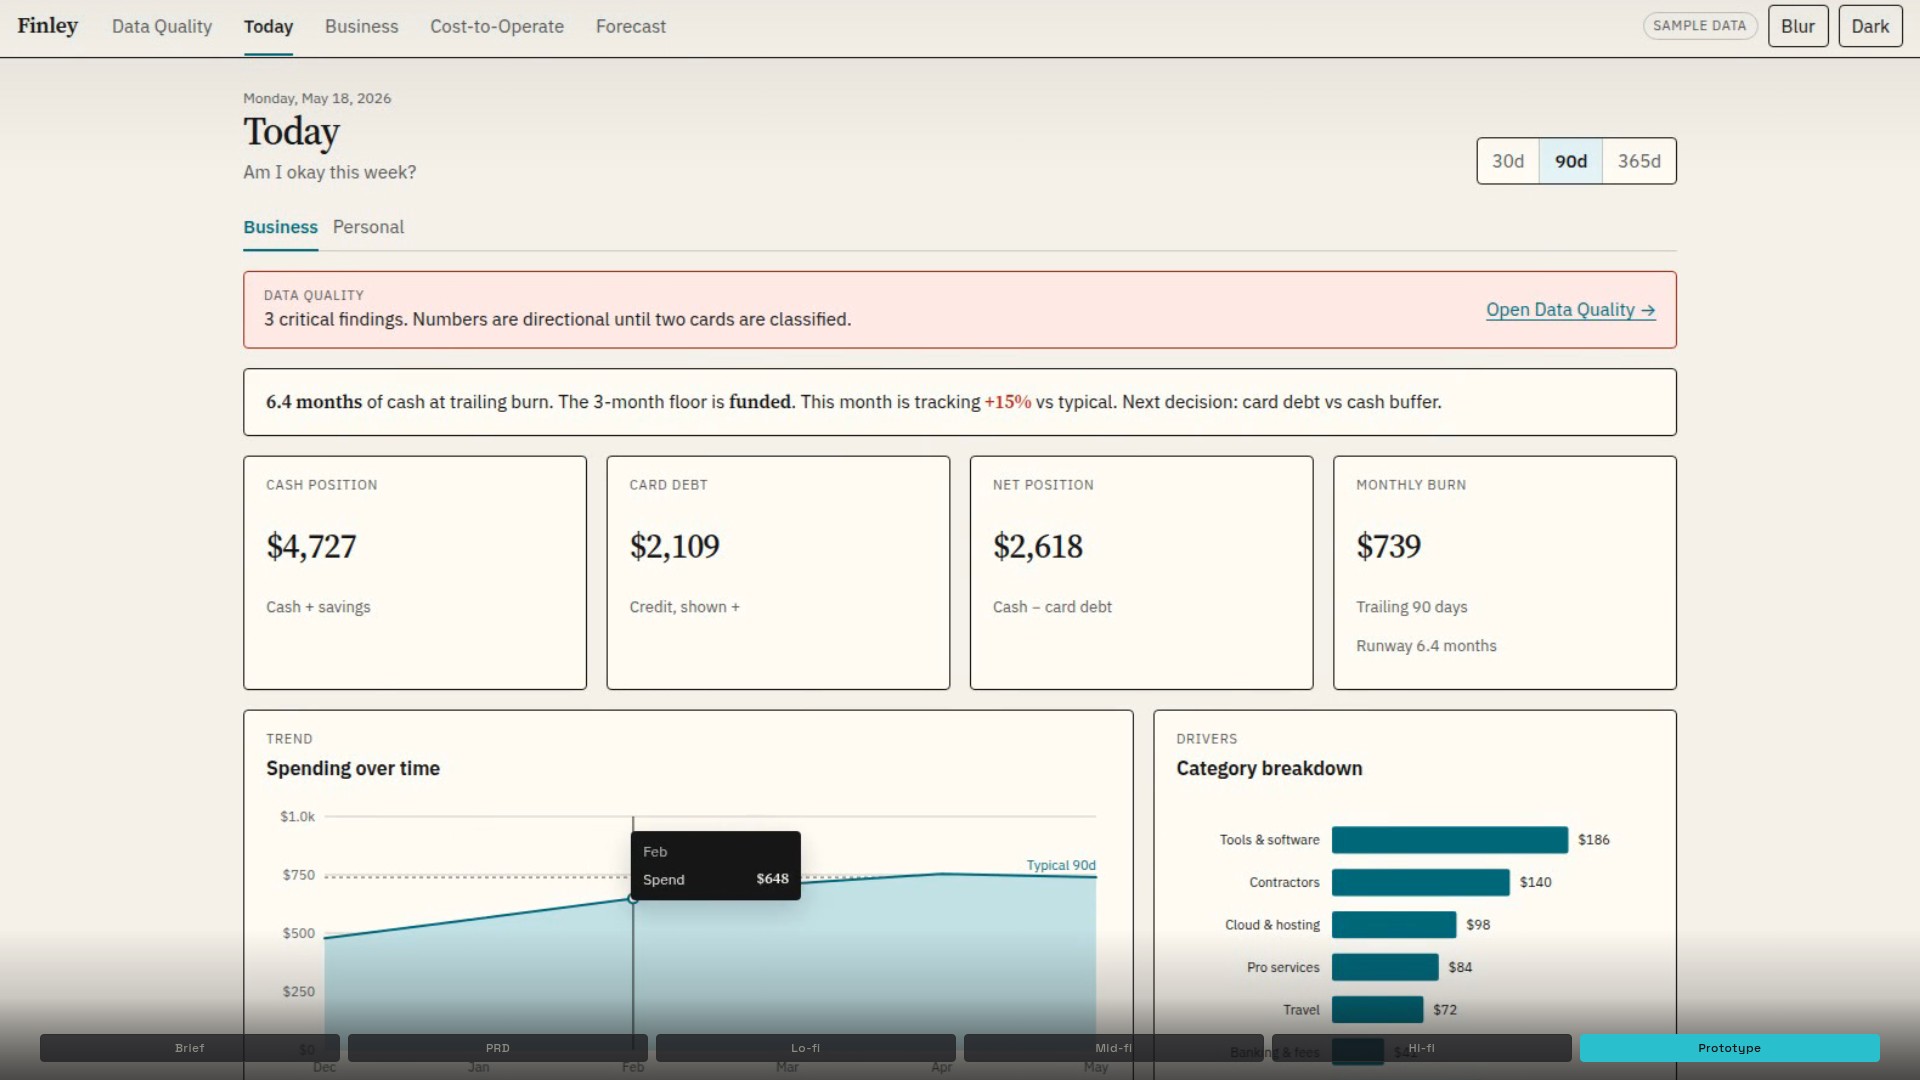 Finley
Data Quality
Today
Business
Cost-to-Operate
Forecast
SAMPLE DATA
Blur
Dark
Monday, May 18, 2026
Today
Am I okay this week?
30d
90d
365d
Business
Personal
DATA QUALITY
3 critical findings. Numbers are directional until two cards are classified.
Open Data Quality →
6.4 months of cash at trailing burn. The 3-month floor is funded. This month is tracking +15% vs typical. Next decision: card debt vs cash buffer.
CASH POSITION
$4,727
Cash + savings
CARD DEBT
$2,109
Credit, shown +
NET POSITION
$2,618
Cash − card debt
MONTHLY BURN
$739
Trailing 90 days
Runway 6.4 months
TREND
Spending over time
$1.0k
$750
$500
$250
$0
Typical 90d
Feb
Spend $648
Dec
Jan
Feb
Mar
Apr
May
DRIVERS
Category breakdown
Tools & software $186
Contractors $140
Cloud & hosting $98
Pro services $84
Travel $72
Banking & fees
Brief
PRD
Lo-fi
Mid-fi
Hi-fi
Prototype